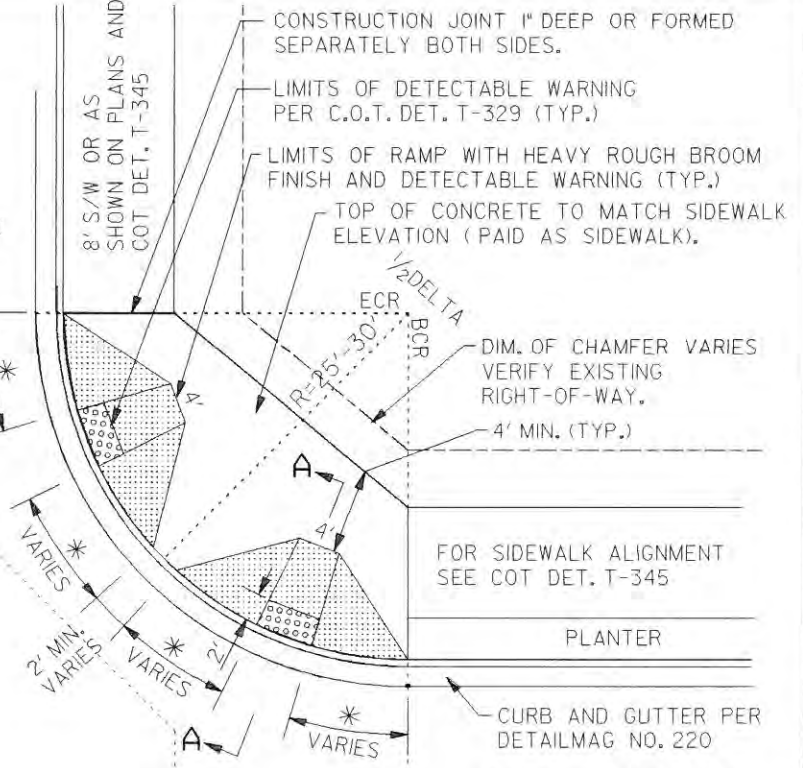 CONSTRUCTION JOINT 1" DEEP OR FORMED
SEPARATELY BOTH SIDES.
LIMITS OF DETECTABLE WARNING
PER C.O.T. DET. T-329 (TYP.)
LIMITS OF RAMP WITH HEAVY ROUGH BROOM
FINISH AND DETECTABLE WARNING (TYP.)
TOP OF CONCRETE TO MATCH SIDEWALK
ELEVATION (PAID AS SIDEWALK).
8' S/W OR AS
SHOWN ON PLANS AND
COT DET. T-345
1/2 DELTA
ECR
BCR
R=25'-30'
DIM. OF CHAMFER VARIES
VERIFY EXISTING
RIGHT-OF-WAY.
4' MIN. (TYP.)
*
4'
A
4'
FOR SIDEWALK ALIGNMENT
SEE COT DET. T-345
PLANTER
*
VARIES
2' MIN.
VARIES
*
VARIES
2'
*
VARIES
A
CURB AND GUTTER PER
DETAILMAG NO. 220